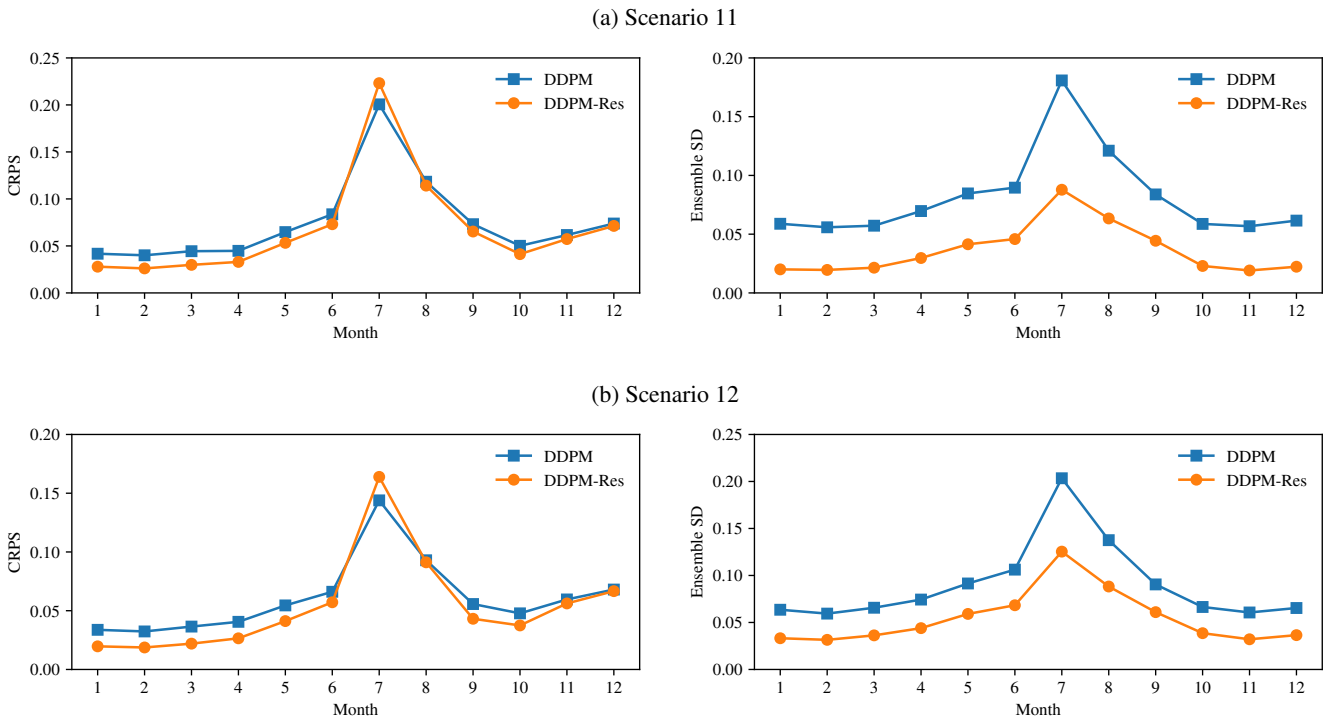 (a) Scenario 11
0.25
0.20
0.15
0.10
0.05
0.00
CRPS
1 2 3 4 5 6 7 8 9 10 11 12
Month
DDPM
DDPM-Res
0.20
0.15
0.10
0.05
0.00
Ensemble SD
1 2 3 4 5 6 7 8 9 10 11 12
Month
DDPM
DDPM-Res
(b) Scenario 12
0.20
0.15
0.10
0.05
0.00
CRPS
1 2 3 4 5 6 7 8 9 10 11 12
Month
DDPM
DDPM-Res
0.25
0.20
0.15
0.10
0.05
0.00
Ensemble SD
1 2 3 4 5 6 7 8 9 10 11 12
Month
DDPM
DDPM-Res